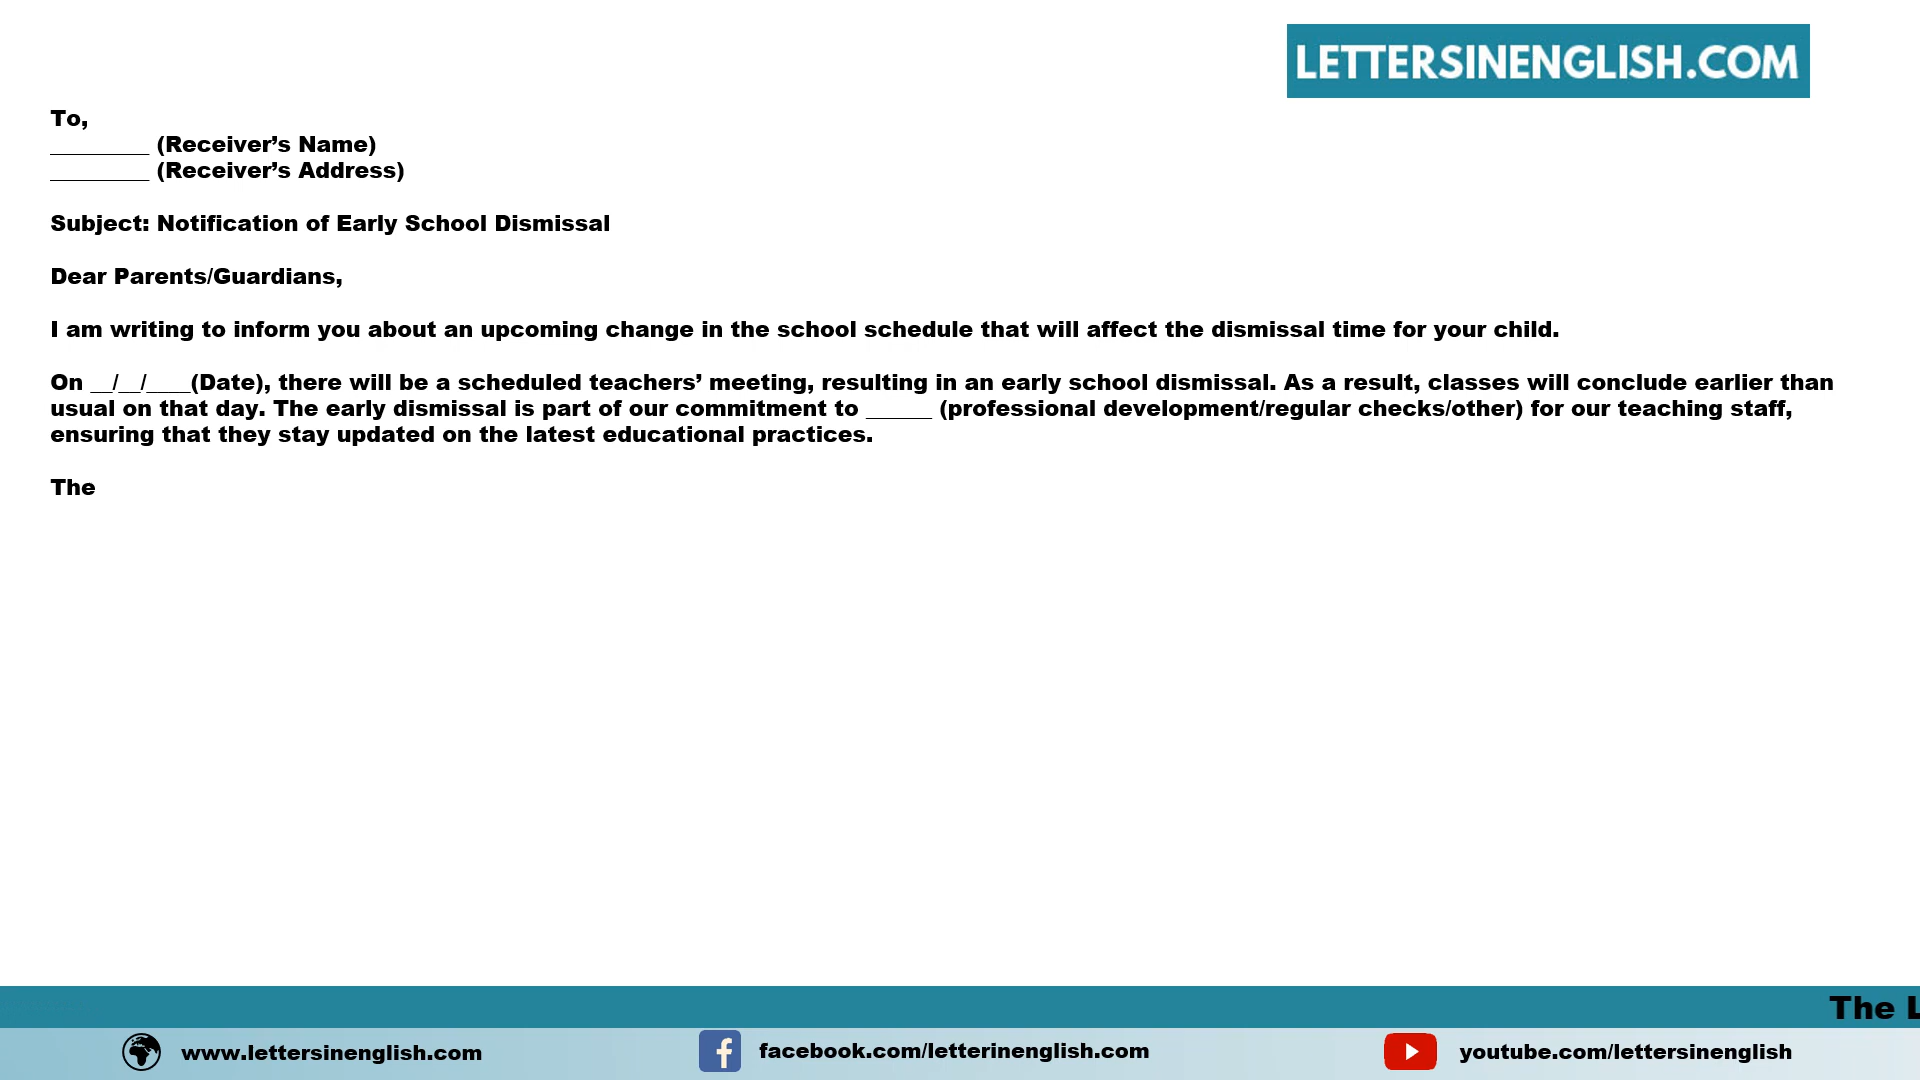 LETTERSINENGLISH.COM
To,
_________ (Receiver’s Name)
_________ (Receiver’s Address)
Subject: Notification of Early School Dismissal
Dear Parents/Guardians,
I am writing to inform you about an upcoming change in the school schedule that will affect the dismissal time for your child.
On __/__/____(Date), there will be a scheduled teachers’ meeting, resulting in an early school dismissal. As a result, classes will conclude earlier than
usual on that day. The early dismissal is part of our commitment to ______ (professional development/regular checks/other) for our teaching staff,
ensuring that they stay updated on the latest educational practices.
The
The L
www.lettersinenglish.com
facebook.com/letterinenglish.com
youtube.com/lettersinenglish